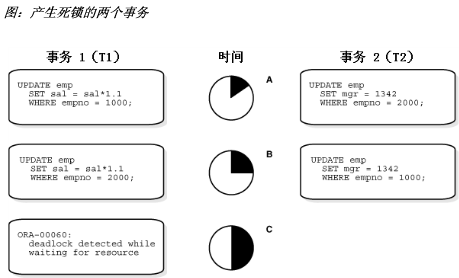 图：产生死锁的两个事务
事务 1（T1） 时间 事务 2（T2）
UPDATE emp
SET sal = sal*1.1
WHERE empno = 1000;
A
UPDATE emp
SET mgr = 1342
WHERE empno = 2000;
UPDATE emp
SET sal = sal*1.1
WHERE empno = 2000;
B
UPDATE emp
SET mgr = 1342
WHERE empno = 1000;
ORA-00060:
deadlock detected while
waiting for resource
C